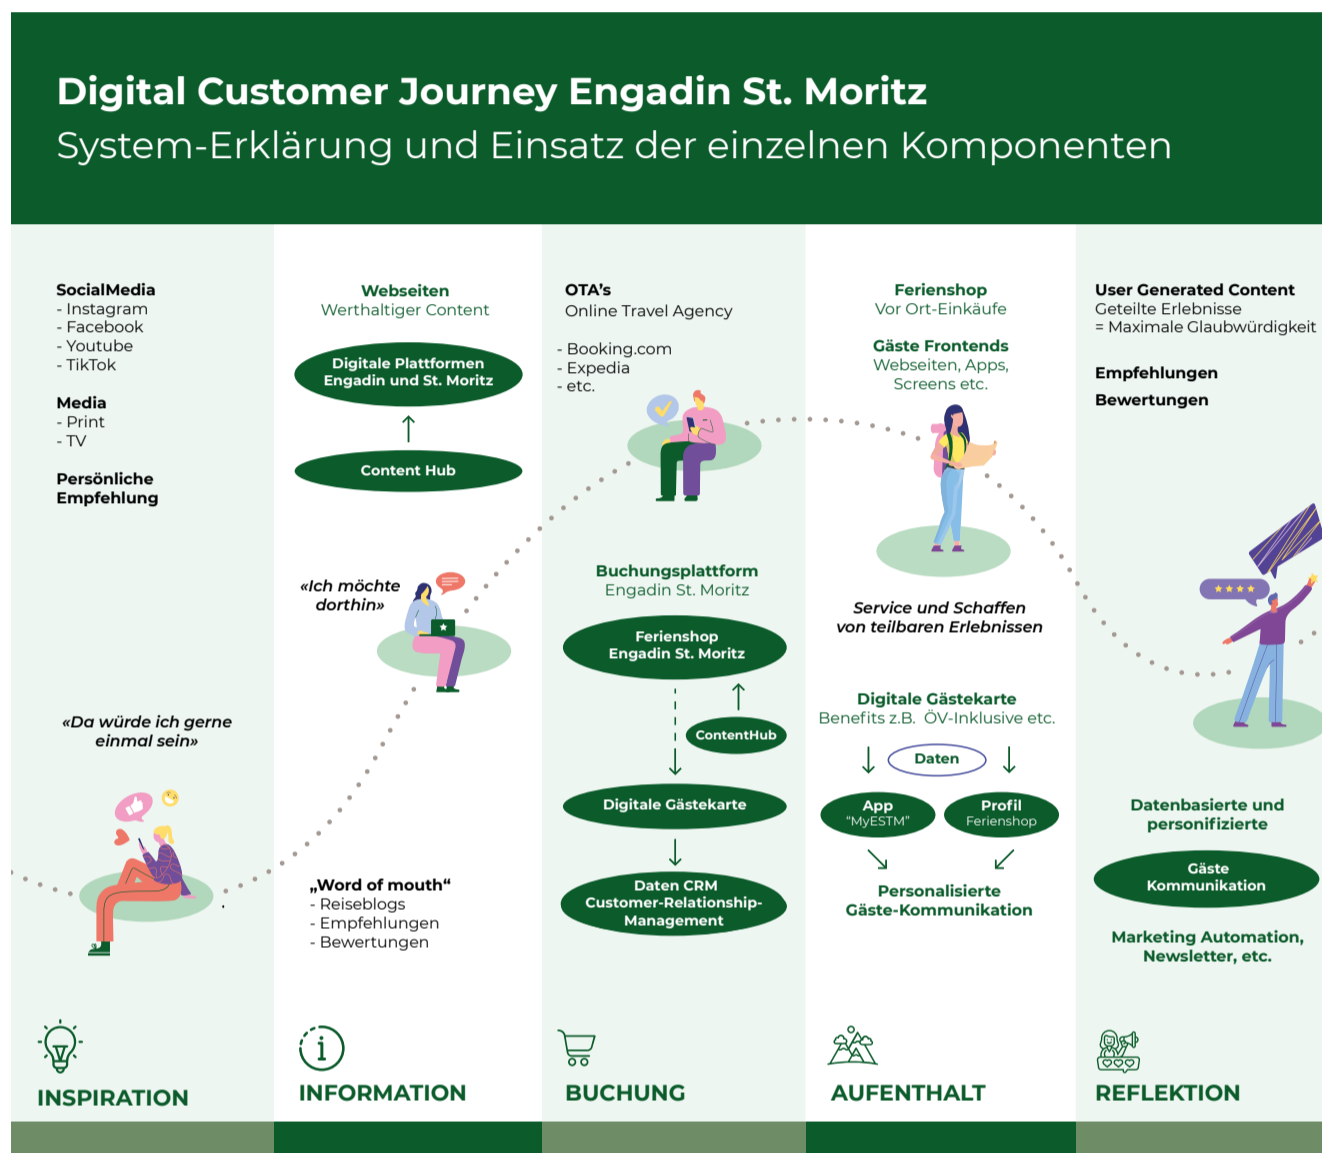 Digital Customer Journey Engadin St. Moritz
System-Erklärung und Einsatz der einzelnen Komponenten
SocialMedia
- Instagram
- Facebook
- Youtube
- TikTok
Media
- Print
- TV
Persönliche
Empfehlung
«Da würde ich gerne
einmal sein»
INSPIRATION
Webseiten
Werthaltiger Content
Digitale Plattformen
Engadin und St. Moritz
Content Hub
«Ich möchte
dorthin»
„Word of mouth“
- Reiseblogs
- Empfehlungen
- Bewertungen
INFORMATION
OTA's
Online Travel Agency
- Booking.com
- Expedia
- etc.
Buchungsplattform
Engadin St. Moritz
Ferienshop
Engadin St. Moritz
ContentHub
Digitale Gästekarte
Daten CRM
Customer-Relationship-
Management
BUCHUNG
Ferienshop
Vor Ort-Einkäufe
Gäste Frontends
Webseiten, Apps,
Screens etc.
Service und Schaffen
von teilbaren Erlebnissen
Digitale Gästekarte
Benefits z.B. ÖV-Inklusive etc.
Daten
App
“MyESTM”
Profil
Ferienshop
Personalisierte
Gäste-Kommunikation
AUFENTHALT
User Generated Content
Geteilte Erlebnisse
= Maximale Glaubwürdigkeit
Empfehlungen
Bewertungen
Datenbasierte und
personifizierte
Gäste
Kommunikation
Marketing Automation,
Newsletter, etc.
REFLEKTION